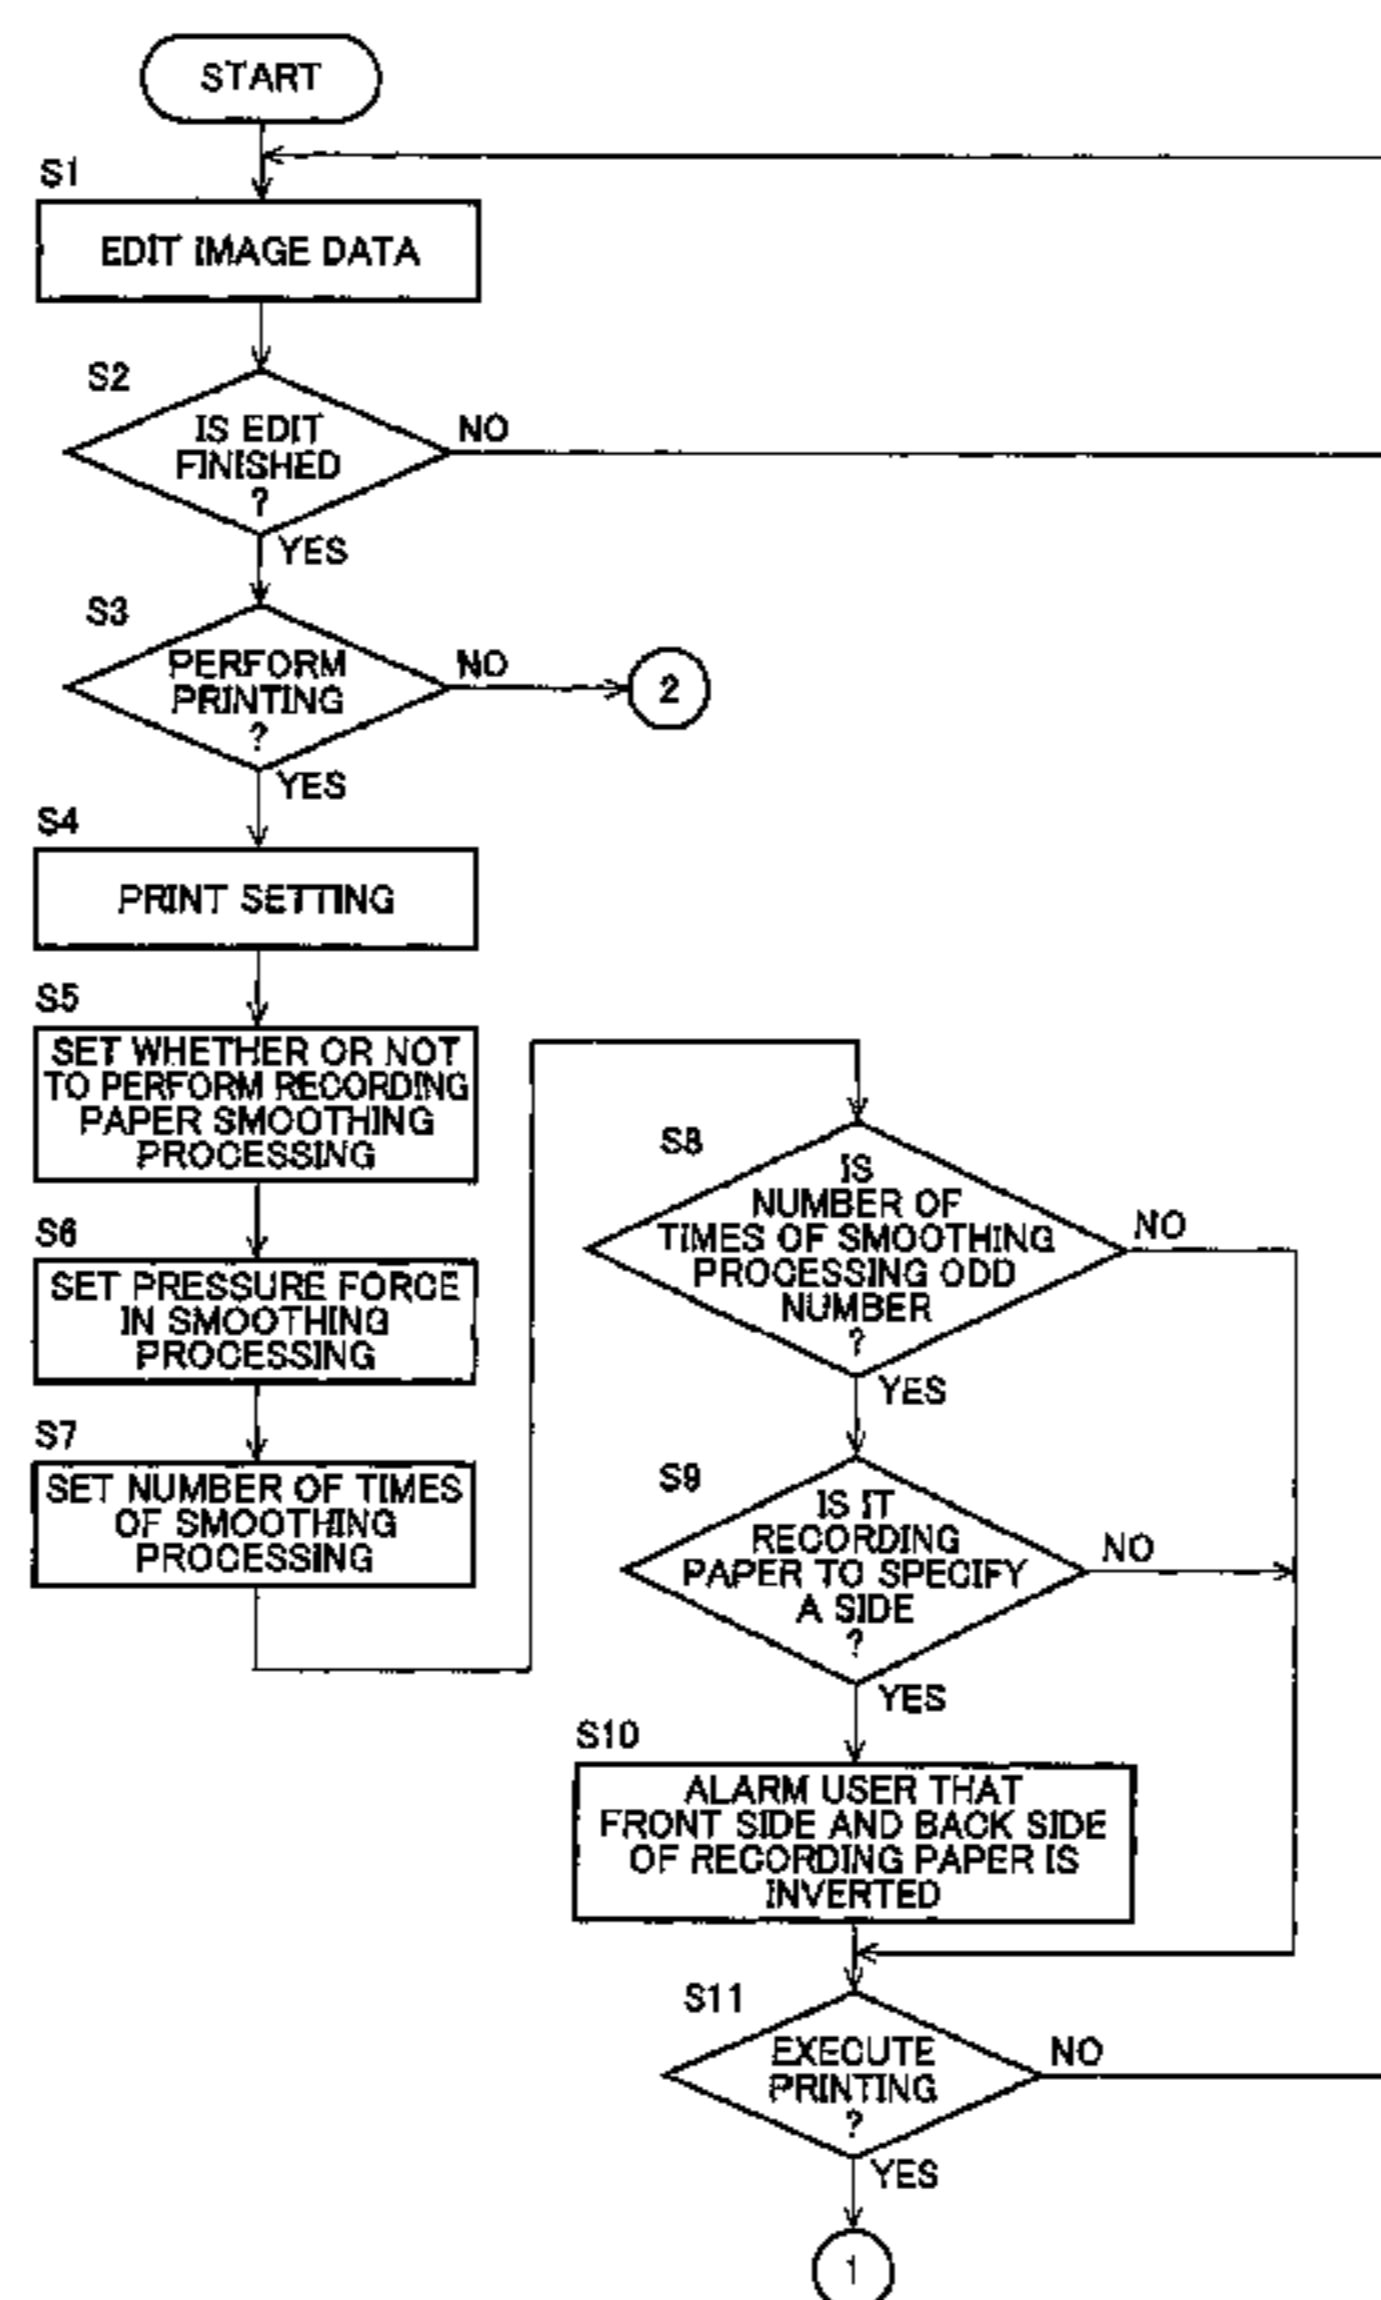 START
S1
EDIT IMAGE DATA
S2
IS EDIT
FINISHED
?
NO
YES
S3
PERFORM
PRINTING
?
NO
2
YES
S4
PRINT SETTING
S5
SET WHETHER OR NOT
TO PERFORM RECORDING
PAPER SMOOTHING
PROCESSING
S6
SET PRESSURE FORCE
IN SMOOTHING
PROCESSING
S7
SET NUMBER OF TIMES
OF SMOOTHING
PROCESSING
S8
IS
NUMBER OF
TIMES OF SMOOTHING
PROCESSING ODD
NUMBER
?
NO
YES
S9
IS IT
RECORDING
PAPER TO SPECIFY
A SIDE
?
NO
YES
S10
ALARM USER THAT
FRONT SIDE AND BACK SIDE
OF RECORDING PAPER IS
INVERTED
S11
EXECUTE
PRINTING
?
NO
YES
1